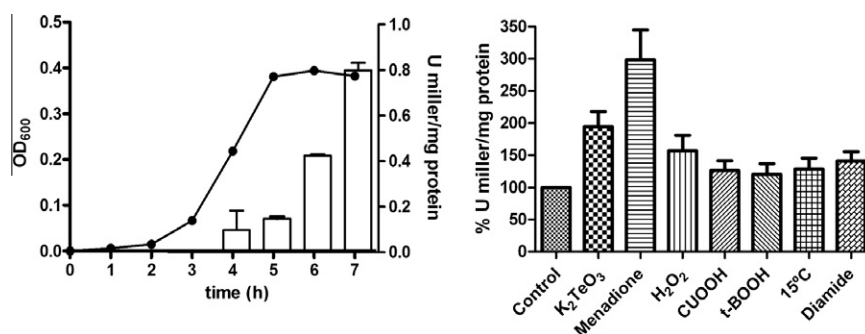 0.5
0.4
0.3
0.2
0.1
0.0
OD600
1.0
0.8
0.6
0.4
0.2
0.0
U miller/mg protein
0 1 2 3 4 5 6 7
time (h)
350
300
250
200
150
100
50
0
% U miller/mg protein
Control
K2TeO3
Menadione
H2O2
CUOOH
t-BOOH
15ºC
Diamide